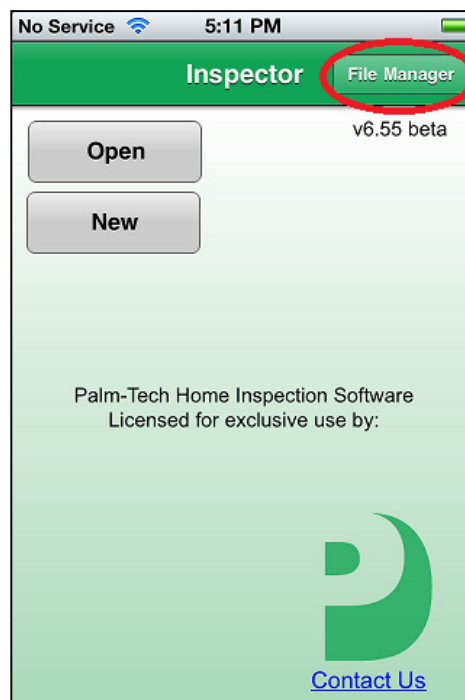 No Service 5:11 PM
Inspector File Manager
v6.55 beta
Open
New
Palm-Tech Home Inspection Software
Licensed for exclusive use by:
Contact Us